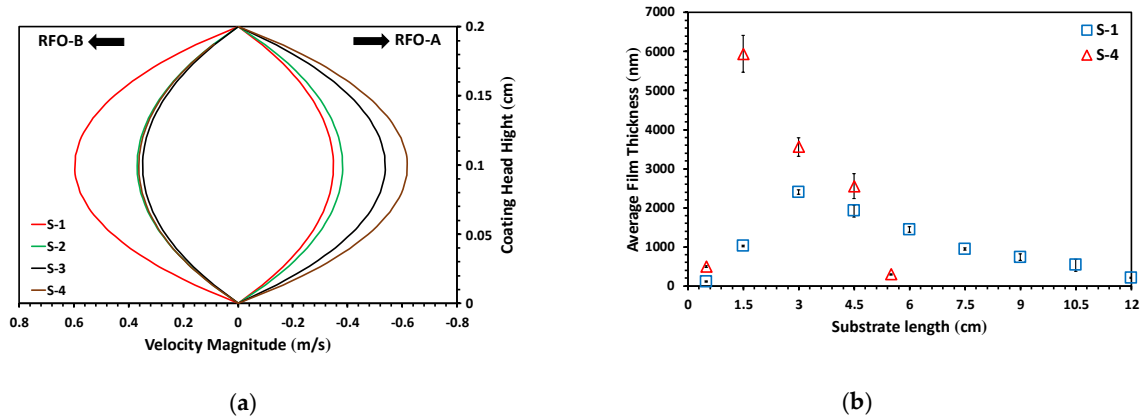 RFO-B
RFO-A
S-1
S-2
S-3
S-4
0.2
0.15
0.1
0.05
0
Coating Head Hight (cm)
0.8 0.6 0.4 0.2 0 -0.2 -0.4 -0.6 -0.8
Velocity Magnitude (m/s)
(a)
7000
6000
5000
4000
3000
2000
1000
0
Average Film Thickness (nm)
S-1
S-4
0 1.5 3 4.5 6 7.5 9 10.5 12
Substrate length (cm)
(b)